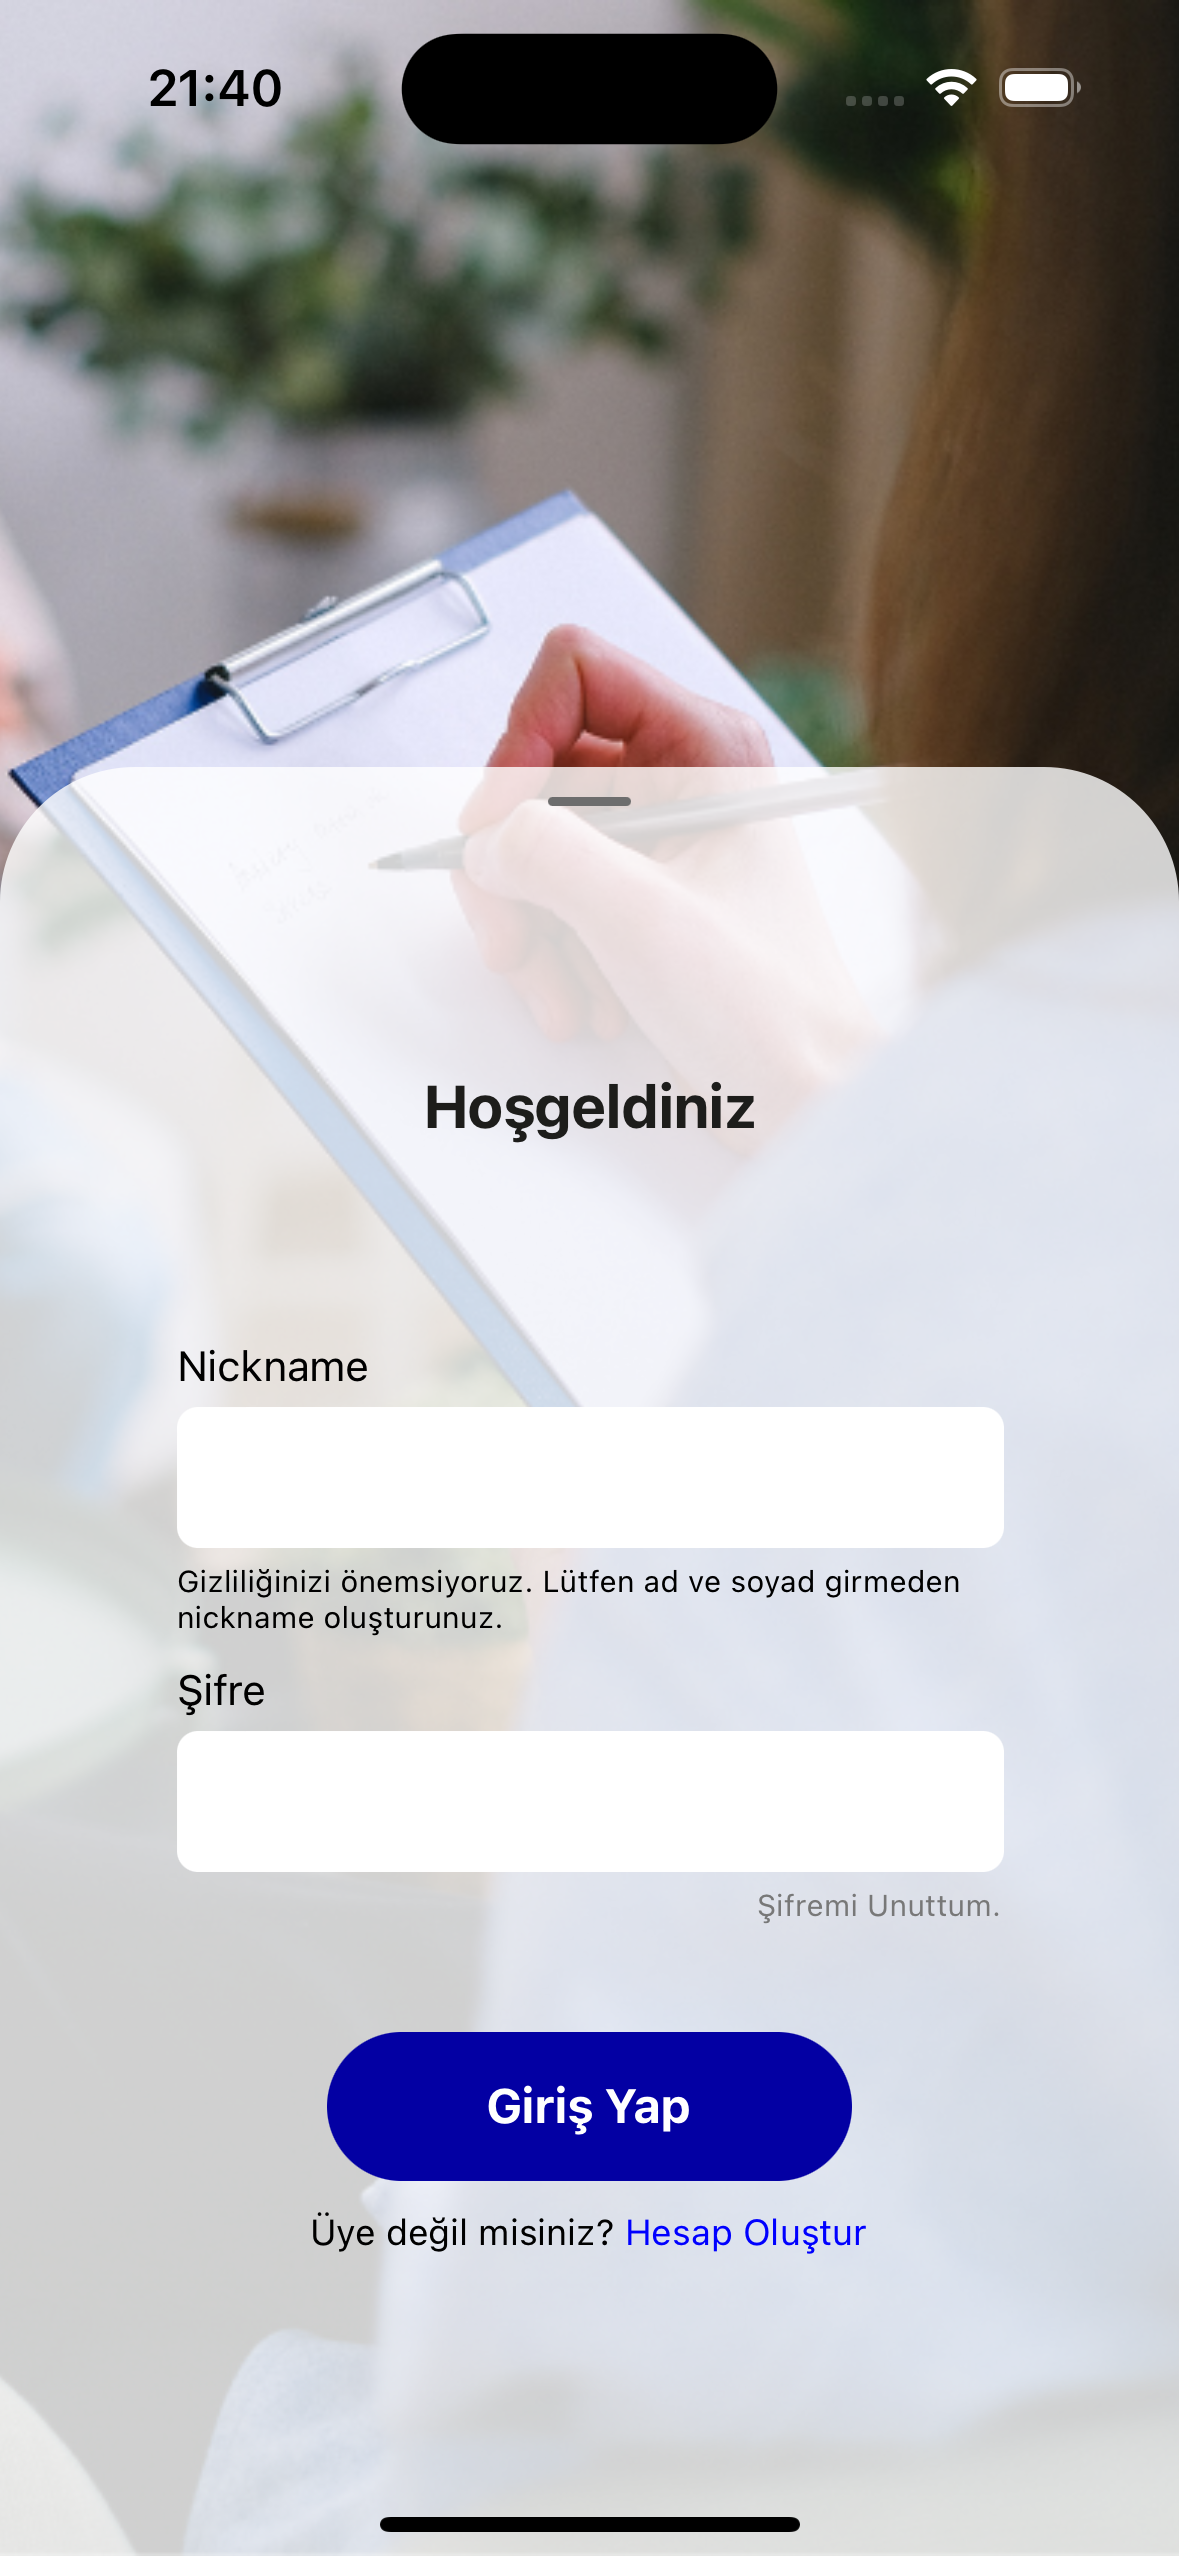 21:40
Hoşgeldiniz
Nickname
Gizliliğinizi önemsiyoruz. Lütfen ad ve soyad girmeden
nickname oluşturunuz.
Şifre
Şifremi Unuttum.
Giriş Yap
Üye değil misiniz? Hesap Oluştur